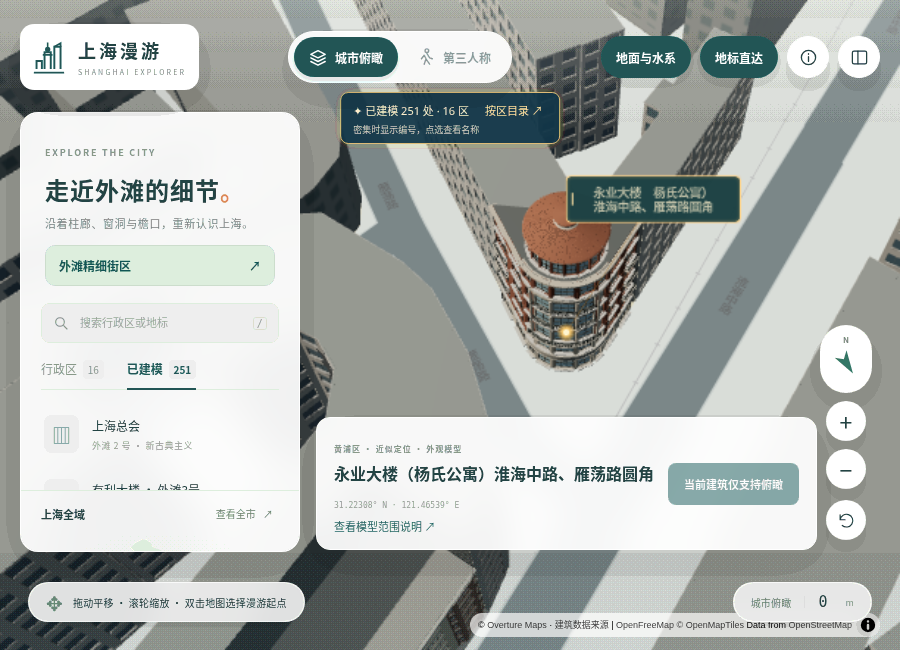 上海漫游
SHANGHAI EXPLORER
城市俯瞰
第三人称
地面与水系
地标直达
✦ 已建模 251 处 · 16 区 按区目录 ↗
密集时显示编号，点选查看名称
EXPLORE THE CITY
走近外滩的细节。
沿着柱廊、窗洞与檐口，重新认识上海。
外滩精细街区 ↗
搜索行政区或地标 /
行政区 16
已建模 251
上海总会
外滩 2 号 · 新古典主义
有利大楼 · 外滩3号
上海全域
查看全市 ↗
永业大楼（杨氏公寓）
淮海中路、雁荡路圆角
N
黄浦区 · 近似定位 · 外观模型
永业大楼（杨氏公寓）淮海中路、雁荡路圆角
31.22308° N · 121.46539° E
查看模型范围说明 ↗
当前建筑仅支持俯瞰
拖动平移 · 滚轮缩放 · 双击地图选择漫游起点
城市俯瞰 0 m
© Overture Maps · 建筑数据来源 | OpenFreeMap © OpenMapTiles Data from OpenStreetMap